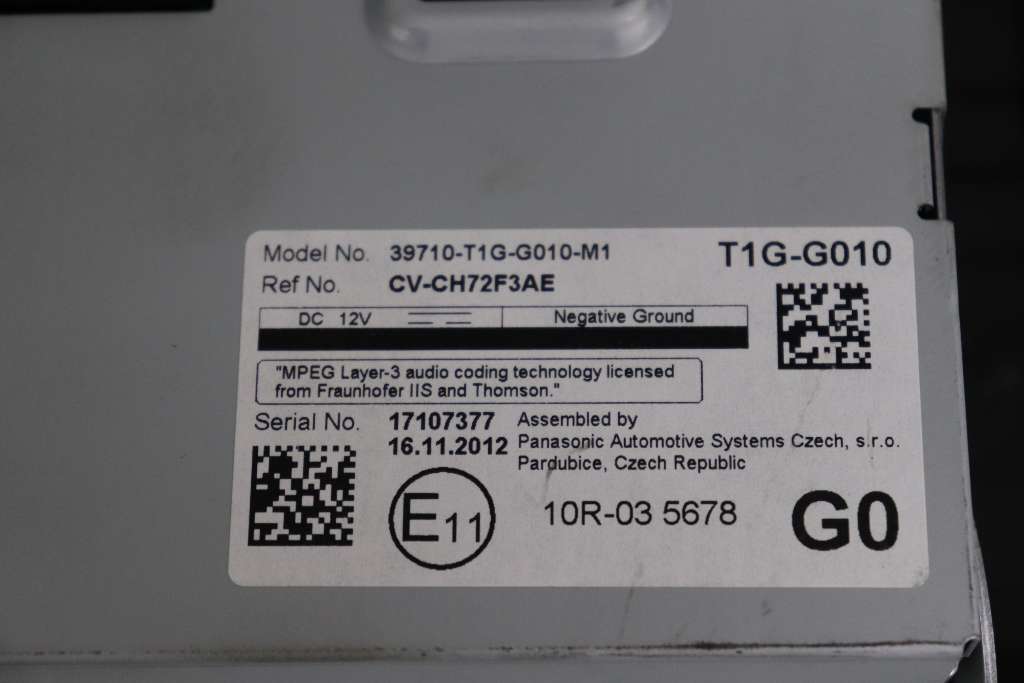 Model No. 39710-T1G-G010-M1 T1G-G010
Ref No. CV-CH72F3AE
DC 12V Negative Ground
"MPEG Layer-3 audio coding technology licensed
from Fraunhofer IIS and Thomson."
Serial No. 17107377 Assembled by
16.11.2012 Panasonic Automotive Systems Czech, s.r.o.
Pardubice, Czech Republic
E11 10R-03 5678 G0